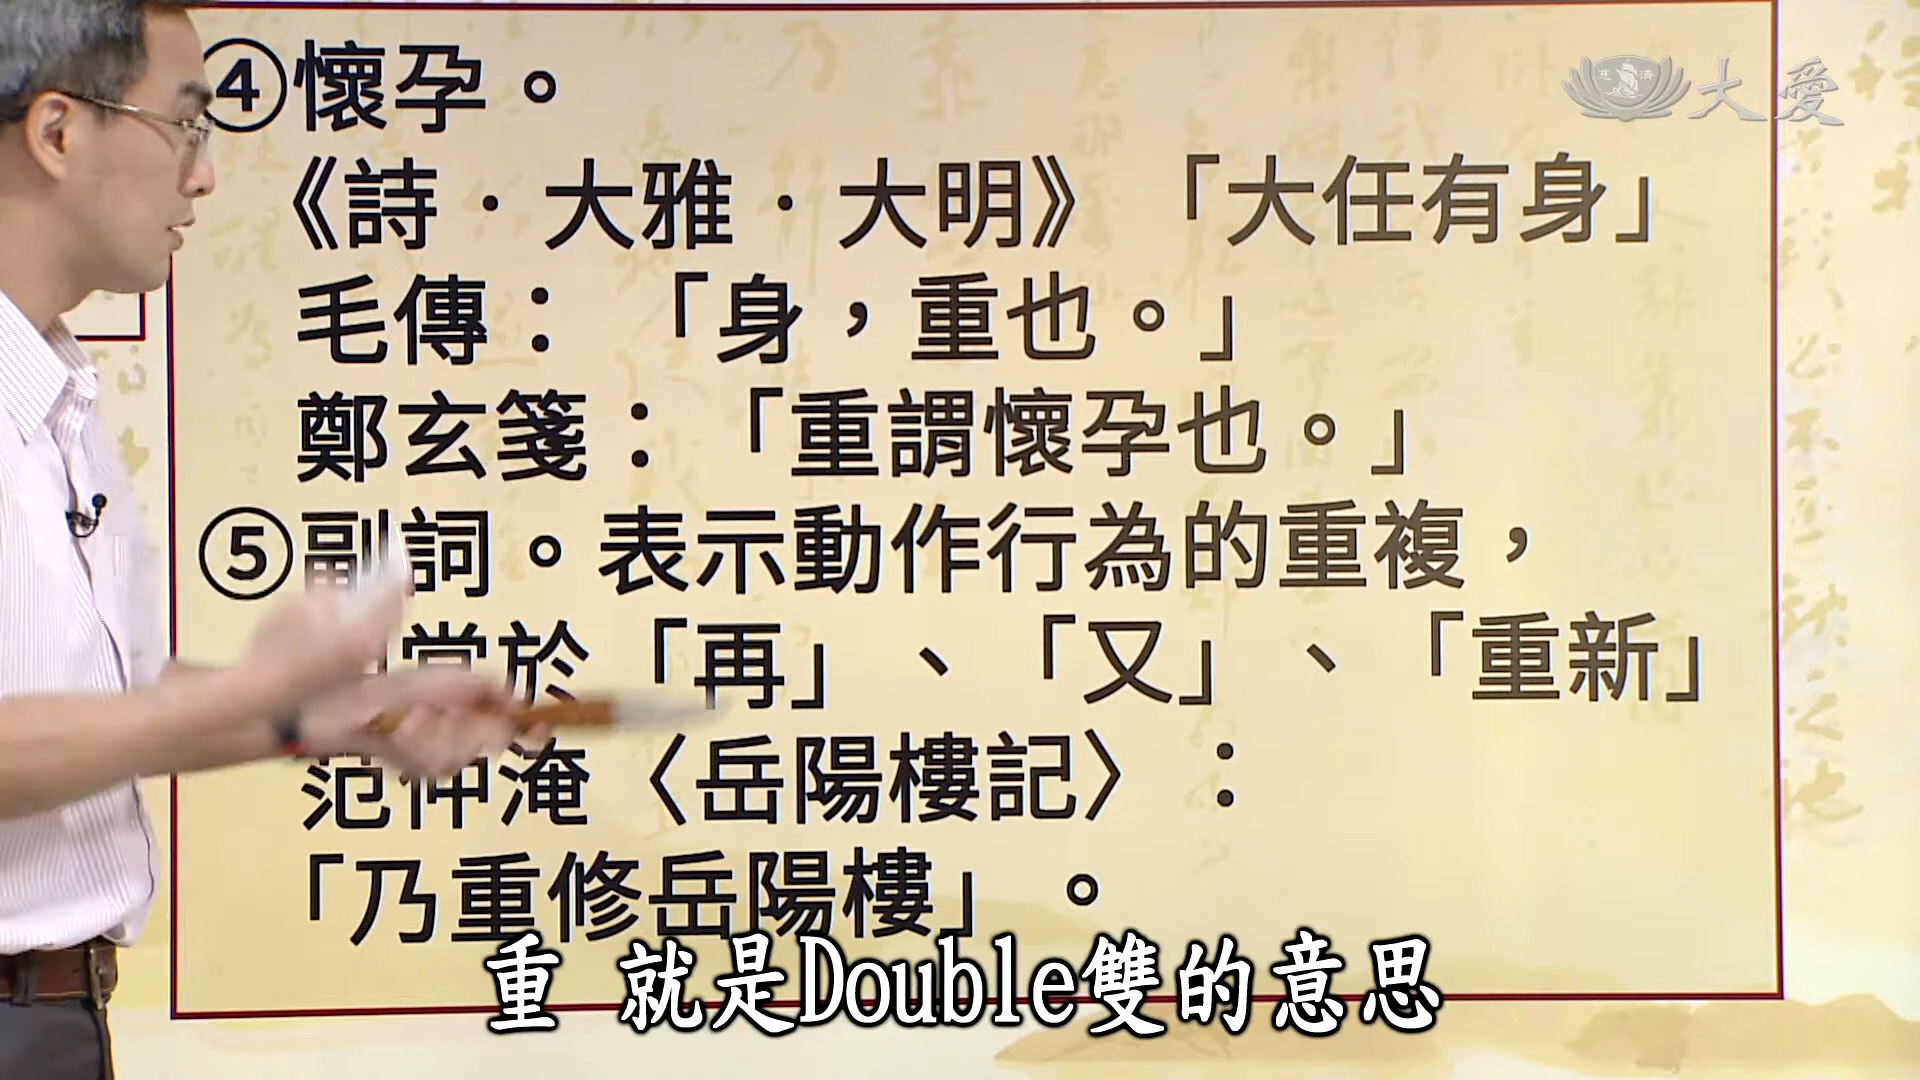 ④懷孕。
《詩．大雅．大明》「大任有身」
毛傳：「身，重也。」
鄭玄箋：「重謂懷孕也。」
⑤副詞。表示動作行為的重複，
當於「再」、「又」、「重新」
范仲淹〈岳陽樓記〉：
「乃重修岳陽樓」。
重 就是Double雙的意思
大愛
慈
濟